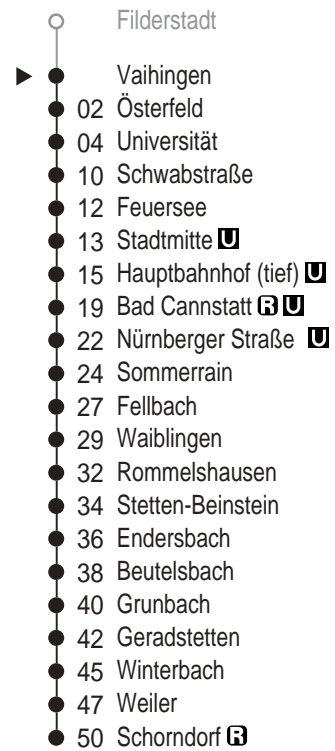 Filderstadt
Vaihingen
02 Österfeld
04 Universität
10 Schwabstraße
12 Feuersee
13 Stadtmitte U
15 Hauptbahnhof (tief) U
19 Bad Cannstatt R U
22 Nürnberger Straße U
24 Sommerrain
27 Fellbach
29 Waiblingen
32 Rommelshausen
34 Stetten-Beinstein
36 Endersbach
38 Beutelsbach
40 Grunbach
42 Geradstetten
45 Winterbach
47 Weiler
50 Schorndorf R